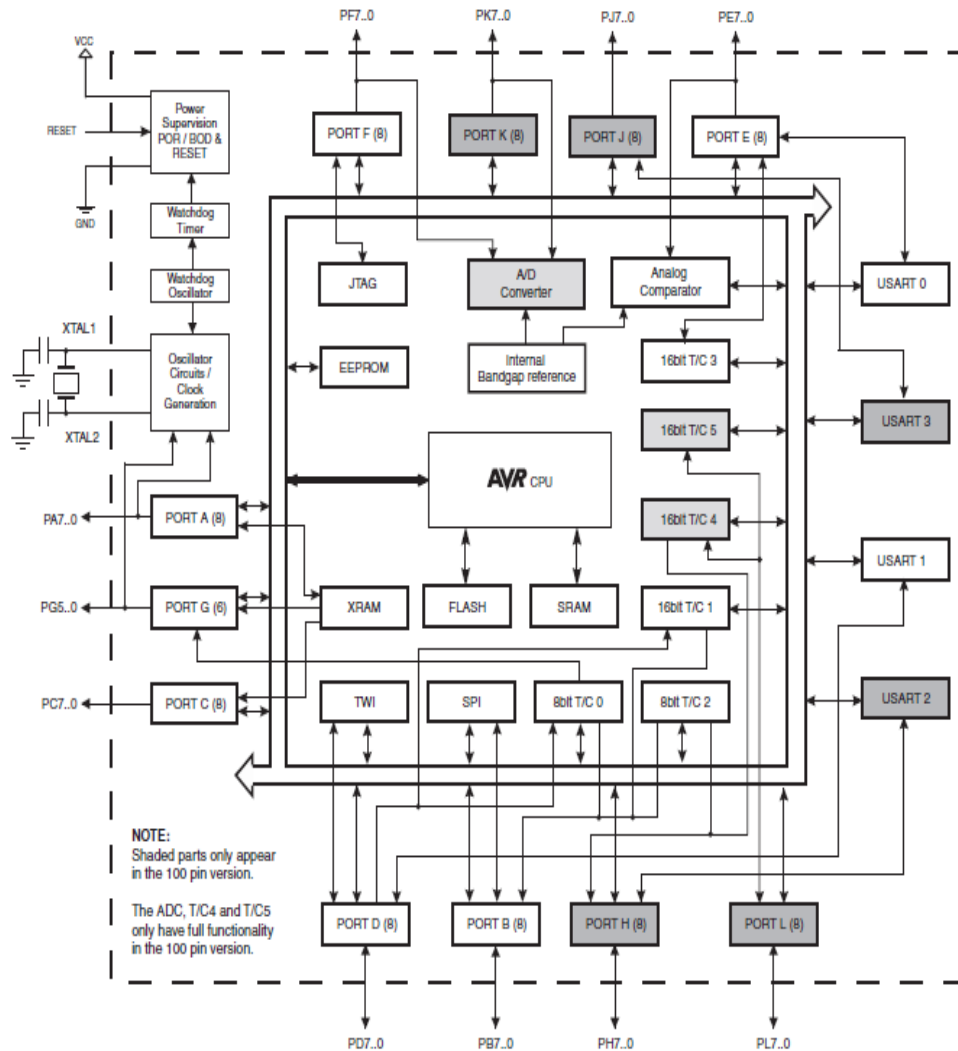 PF7..0
PK7..0
PJ7..0
PE7..0
VCC
RESET
GND
Power
Supervision
POR / BOD &
RESET
Watchdog
Timer
Watchdog
Oscillator
XTAL1
XTAL2
Oscillator
Circuits /
Clock
Generation
PORT F (8)
PORT K (8)
PORT J (8)
PORT E (8)
JTAG
A/D
Converter
Analog
Comparator
USART 0
EEPROM
Internal
Bandgap reference
16bit T/C 3
16bit T/C 5
USART 3
AVR CPU
16bit T/C 4
PA7..0
PORT A (8)
USART 1
PG5..0
PORT G (6)
XRAM
FLASH
SRAM
16bit T/C 1
PC7..0
PORT C (8)
TWI
SPI
8bit T/C 0
8bit T/C 2
USART 2
NOTE:
Shaded parts only appear
in the 100 pin version.
The ADC, T/C4 and T/C5
only have full functionality
in the 100 pin version.
PORT D (8)
PORT B (8)
PORT H (8)
PORT L (8)
PD7..0
PB7..0
PH7..0
PL7..0